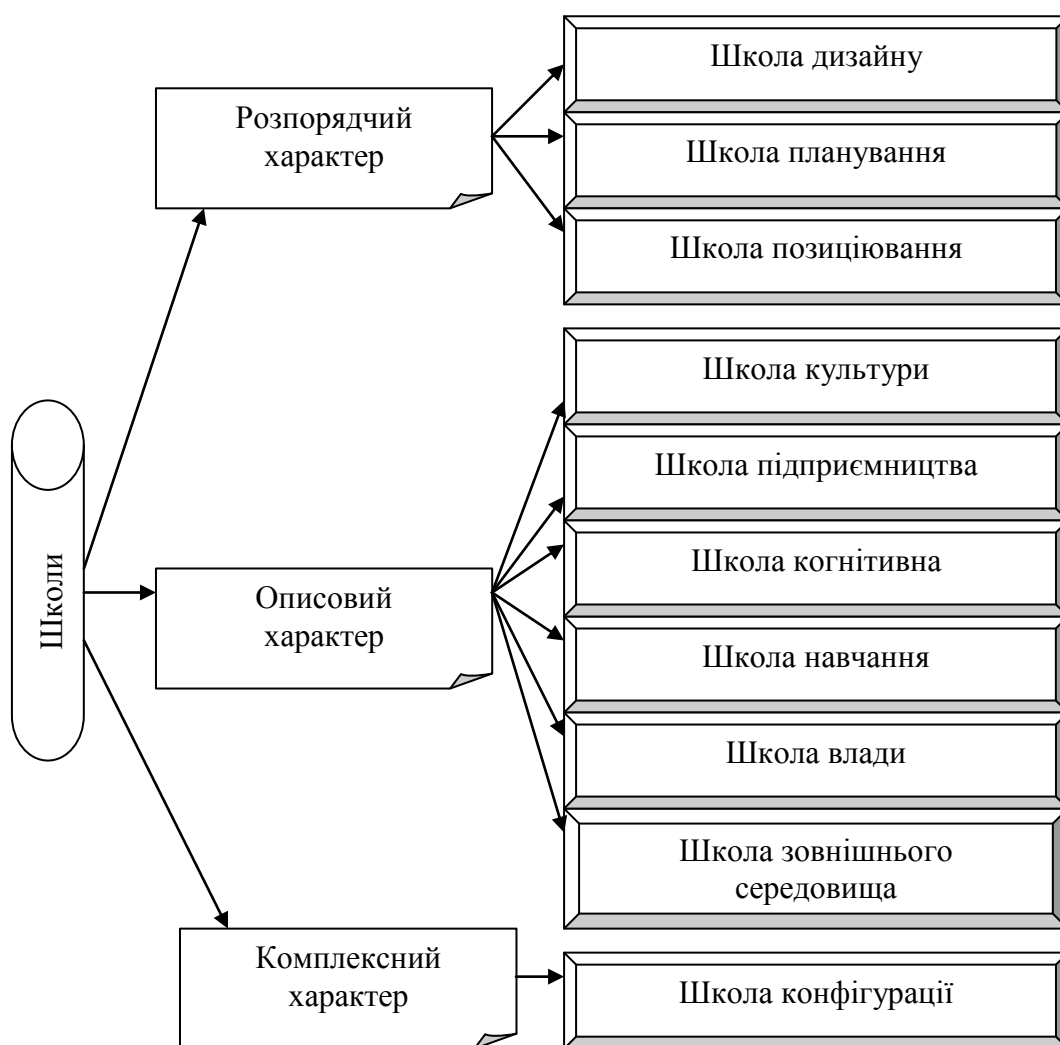 Школи
Розпорядчий
характер
Школа дизайну
Школа планування
Школа позиціювання
Описовий
характер
Школа культури
Школа підприємництва
Школа когнітивна
Школа навчання
Школа влади
Школа зовнішнього
середовища
Комплексний
характер
Школа конфігурації